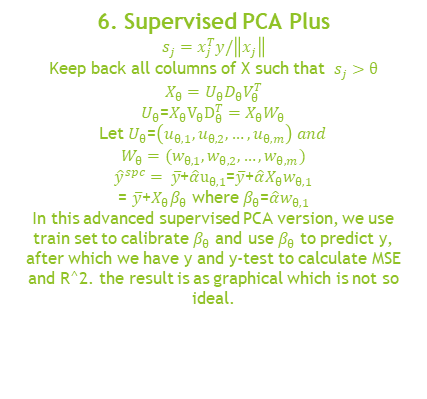 6. Supervised PCA Plus
s_j = x_j^T y/‖x_j‖
Keep back all columns of X such that s_j > θ
X_θ = U_θ D_θ V_θ^T
U_θ=X_θ V_θ D_θ^T = X_θ W_θ
Let U_θ=(u_θ,1, u_θ,2, …, u_θ,m) and
W_θ = (w_θ,1, w_θ,2, …, w_θ,m)
ŷ^spc = ȳ+α̂u_θ,1=ȳ+α̂X_θ w_θ,1
= ȳ+X_θ β_θ where β_θ=α̂w_θ,1
In this advanced supervised PCA version, we use
train set to calibrate β_θ and use β_θ to predict y,
after which we have y and y-test to calculate MSE
and R^2. the result is as graphical which is not so
ideal.